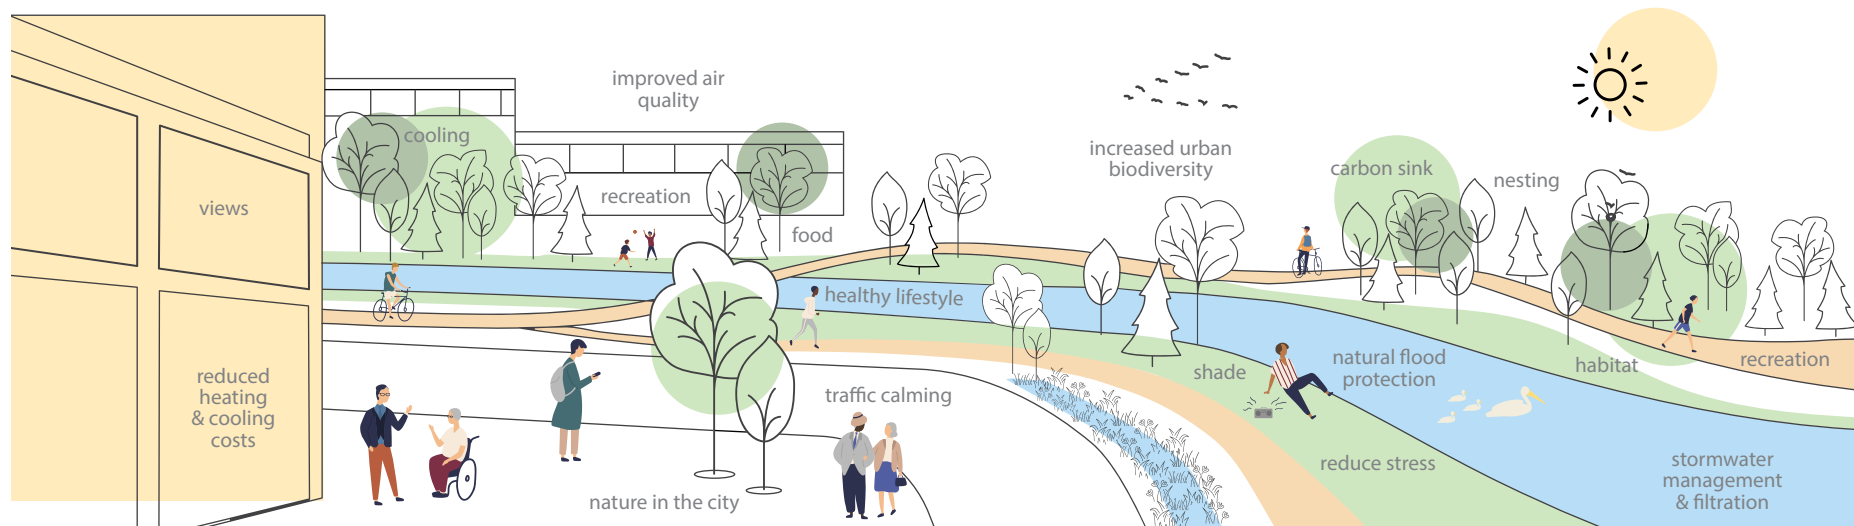 improved air
quality
cooling
increased urban
biodiversity
carbon sink
nesting
views
recreation
food
healthy lifestyle
natural flood
protection
habitat
recreation
shade
reduced
heating
& cooling
costs
traffic calming
reduce stress
stormwater
management
& filtration
nature in the city